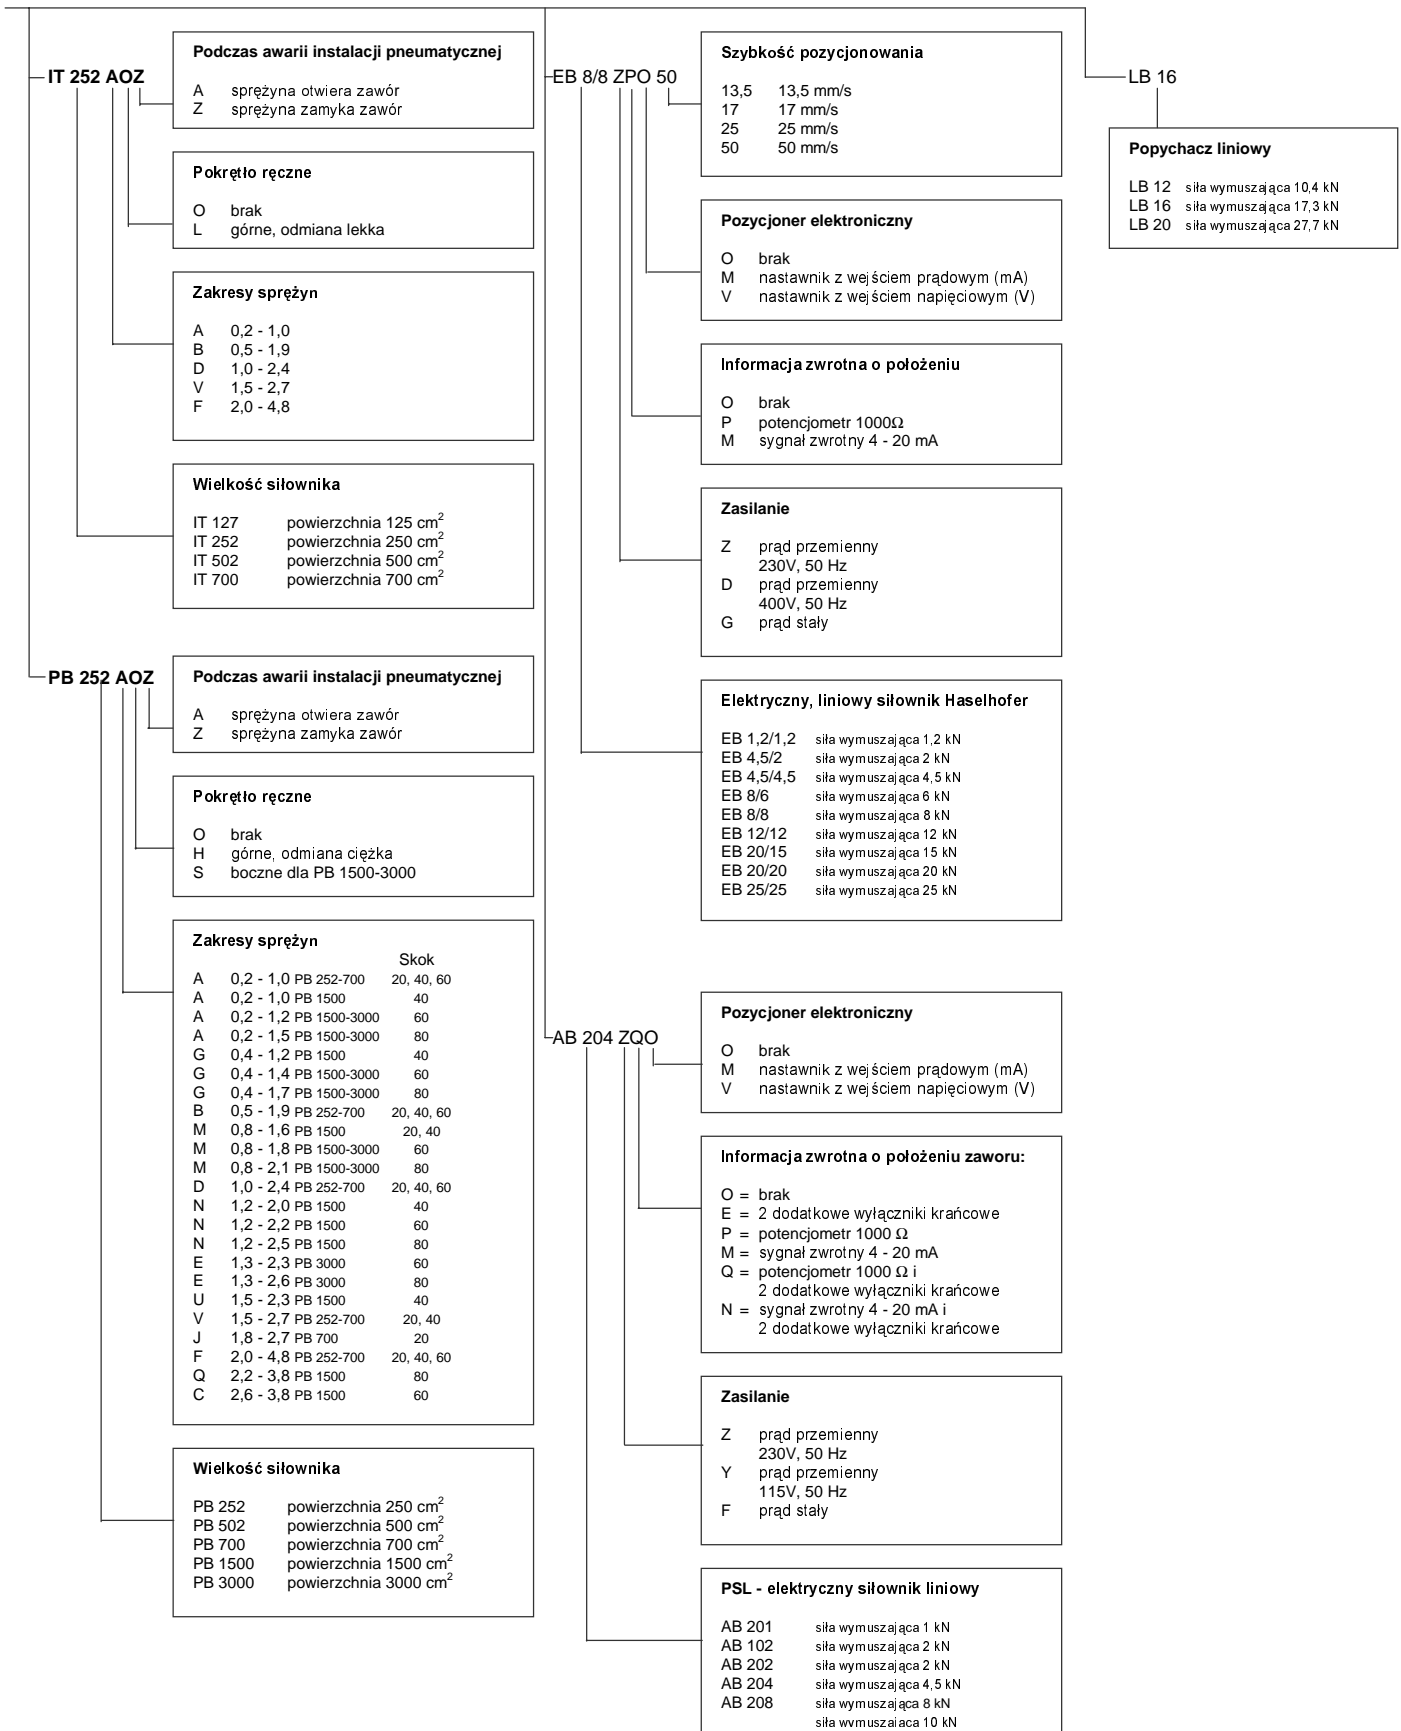 IT 252 AOZ
Podczas awarii instalacji pneumatycznej
A sprężyna otwiera zawór
Z sprężyna zamyka zawór
Pokrętło ręczne
O brak
L górne, odmiana lekka
Zakresy sprężyn
A 0,2 - 1,0
B 0,5 - 1,9
D 1,0 - 2,4
V 1,5 - 2,7
F 2,0 - 4,8
Wielkość siłownika
IT 127 powierzchnia 125 cm²
IT 252 powierzchnia 250 cm²
IT 502 powierzchnia 500 cm²
IT 700 powierzchnia 700 cm²
PB 252 AOZ
Podczas awarii instalacji pneumatycznej
A sprężyna otwiera zawór
Z sprężyna zamyka zawór
Pokrętło ręczne
O brak
H górne, odmiana ciężka
S boczne dla PB 1500-3000
Zakresy sprężyn
Skok
A 0,2 - 1,0 PB 252-700 20, 40, 60
A 0,2 - 1,0 PB 1500 40
A 0,2 - 1,2 PB 1500-3000 60
A 0,2 - 1,5 PB 1500-3000 80
G 0,4 - 1,2 PB 1500 40
G 0,4 - 1,4 PB 1500-3000 60
G 0,4 - 1,7 PB 1500-3000 80
B 0,5 - 1,9 PB 252-700 20, 40, 60
M 0,8 - 1,6 PB 1500 20, 40
M 0,8 - 1,8 PB 1500-3000 60
M 0,8 - 2,1 PB 1500-3000 80
D 1,0 - 2,4 PB 252-700 20, 40, 60
N 1,2 - 2,0 PB 1500 40
N 1,2 - 2,2 PB 1500 60
N 1,2 - 2,5 PB 1500 80
E 1,3 - 2,3 PB 3000 60
E 1,3 - 2,6 PB 3000 80
U 1,5 - 2,3 PB 1500 40
V 1,5 - 2,7 PB 252-700 20, 40
J 1,8 - 2,7 PB 700 20
F 2,0 - 4,8 PB 252-700 20, 40, 60
Q 2,2 - 3,8 PB 1500 80
C 2,6 - 3,8 PB 1500 60
Wielkość siłownika
PB 252 powierzchnia 250 cm²
PB 502 powierzchnia 500 cm²
PB 700 powierzchnia 700 cm²
PB 1500 powierzchnia 1500 cm²
PB 3000 powierzchnia 3000 cm²
EB 8/8 ZPO 50
Szybkość pozycjonowania
13,5 13,5 mm/s
17 17 mm/s
25 25 mm/s
50 50 mm/s
Pozycjoner elektroniczny
O brak
M nastawnik z wejściem prądowym (mA)
V nastawnik z wejściem napięciowym (V)
Informacja zwrotna o położeniu
O brak
P potencjometr 1000Ω
M sygnał zwrotny 4 - 20 mA
Zasilanie
Z prąd przemienny
230V, 50 Hz
D prąd przemienny
400V, 50 Hz
G prąd stały
Elektryczny, liniowy siłownik Haselhofer
EB 1,2/1,2 siła wymuszająca 1,2 kN
EB 4,5/2 siła wymuszająca 2 kN
EB 4,5/4,5 siła wymuszająca 4,5 kN
EB 8/6 siła wymuszająca 6 kN
EB 8/8 siła wymuszająca 8 kN
EB 12/12 siła wymuszająca 12 kN
EB 20/15 siła wymuszająca 15 kN
EB 20/20 siła wymuszająca 20 kN
EB 25/25 siła wymuszająca 25 kN
AB 204 ZQO
Pozycjoner elektroniczny
O brak
M nastawnik z wejściem prądowym (mA)
V nastawnik z wejściem napięciowym (V)
Informacja zwrotna o położeniu zaworu:
O = brak
E = 2 dodatkowe wyłączniki krańcowe
P = potencjometr 1000 Ω
M = sygnał zwrotny 4 - 20 mA
Q = potencjometr 1000 Ω i
2 dodatkowe wyłączniki krańcowe
N = sygnał zwrotny 4 - 20 mA i
2 dodatkowe wyłączniki krańcowe
Zasilanie
Z prąd przemienny
230V, 50 Hz
Y prąd przemienny
115V, 50 Hz
F prąd stały
PSL - elektryczny siłownik liniowy
AB 201 siła wymuszająca 1 kN
AB 102 siła wymuszająca 2 kN
AB 202 siła wymuszająca 2 kN
AB 204 siła wymuszająca 4,5 kN
AB 208 siła wymuszająca 8 kN
siła wymuszająca 10 kN
LB 16
Popychacz liniowy
LB 12 siła wymuszająca 10,4 kN
LB 16 siła wymuszająca 17,3 kN
LB 20 siła wymuszająca 27,7 kN